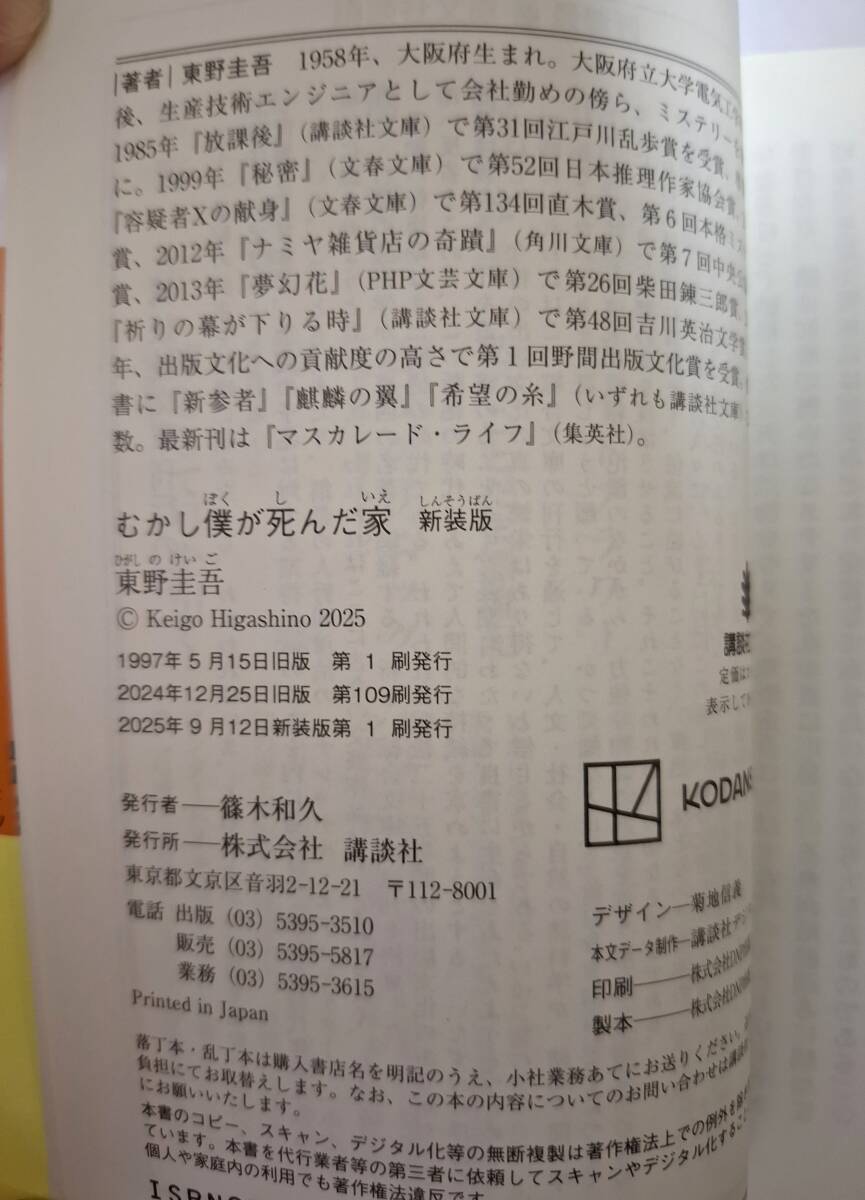 |著者|東野圭吾　1958年、大阪府生まれ。大阪府立大学電気工
後、生産技術エンジニアとして会社勤めの傍ら、ミステリーを
1985年『放課後』（講談社文庫）で第31回江戸川乱歩賞を受賞、
に。1999年『秘密』（文春文庫）で第52回日本推理作家協会賞、
『容疑者Xの献身』（文春文庫）で第134回直木賞、第6回本格ミ
賞、2012年『ナミヤ雑貨店の奇蹟』（角川文庫）で第7回中央公
賞、2013年『夢幻花』（PHP文芸文庫）で第26回柴田錬三郎賞、
『祈りの幕が下りる時』（講談社文庫）で第48回吉川英治文学賞
年、出版文化への貢献度の高さで第1回野間出版文化賞を受賞。
書に『新参者』『麒麟の翼』『希望の糸』（いずれも講談社文庫
数。最新刊は『マスカレード・ライフ』（集英社）。
ぼく し いえ しんそうばん
むかし僕が死んだ家　新装版
ひがしの けいご
東野圭吾
© Keigo Higashino 2025
1997年5月15日旧版　第　1　刷発行
2024年12月25日旧版　第109刷発行
2025年9月12日新装版第　1　刷発行
講談社
定価は
表示して
発行者――篠木和久
発行所――株式会社　講談社
東京都文京区音羽2-12-21　〒112-8001
電話 出版 (03) 5395-3510
販売 (03) 5395-5817
業務 (03) 5395-3615
Printed in Japan
KODAN
デザイン―菊地信義
本文データ制作―講談社デジ
印刷――株式会社DNP
製本――株式会社DNP
落丁本・乱丁本は購入書店名を明記のうえ、小社業務あてにお送りください。
負担にてお取替えします。なお、この本の内容についてのお問い合わせは講談
にお願いいたします。
本書のコピー、スキャン、デジタル化等の無断複製は著作権法上での例外を除
ています。本書を代行業者等の第三者に依頼してスキャンやデジタル化すること
個人や家庭内の利用でも著作権法違反です
ISBN